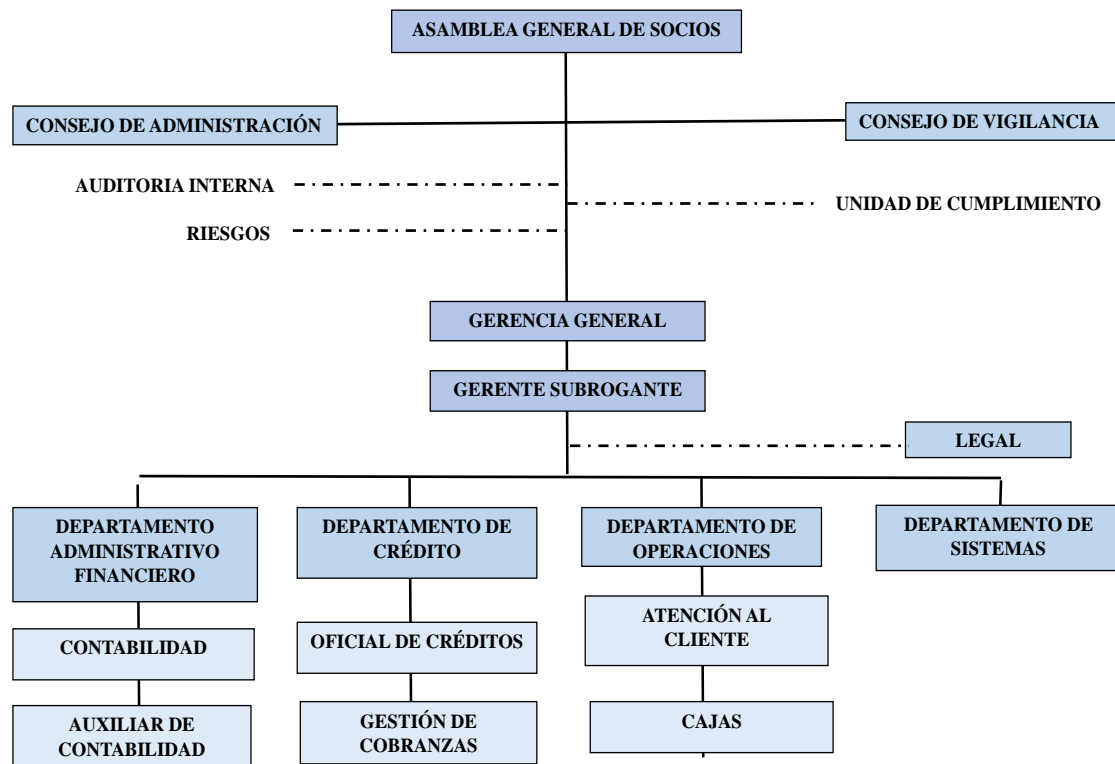 ASAMBLEA GENERAL DE SOCIOS
CONSEJO DE ADMINISTRACIÓN
CONSEJO DE VIGILANCIA
AUDITORIA INTERNA
UNIDAD DE CUMPLIMIENTO
RIESGOS
GERENCIA GENERAL
GERENTE SUBROGANTE
LEGAL
DEPARTAMENTO
ADMINISTRATIVO
FINANCIERO
DEPARTAMENTO DE
CRÉDITO
DEPARTAMENTO DE
OPERACIONES
DEPARTAMENTO DE
SISTEMAS
CONTABILIDAD
OFICIAL DE CRÉDITOS
ATENCIÓN AL
CLIENTE
AUXILIAR DE
CONTABILIDAD
GESTIÓN DE
COBRANZAS
CAJAS